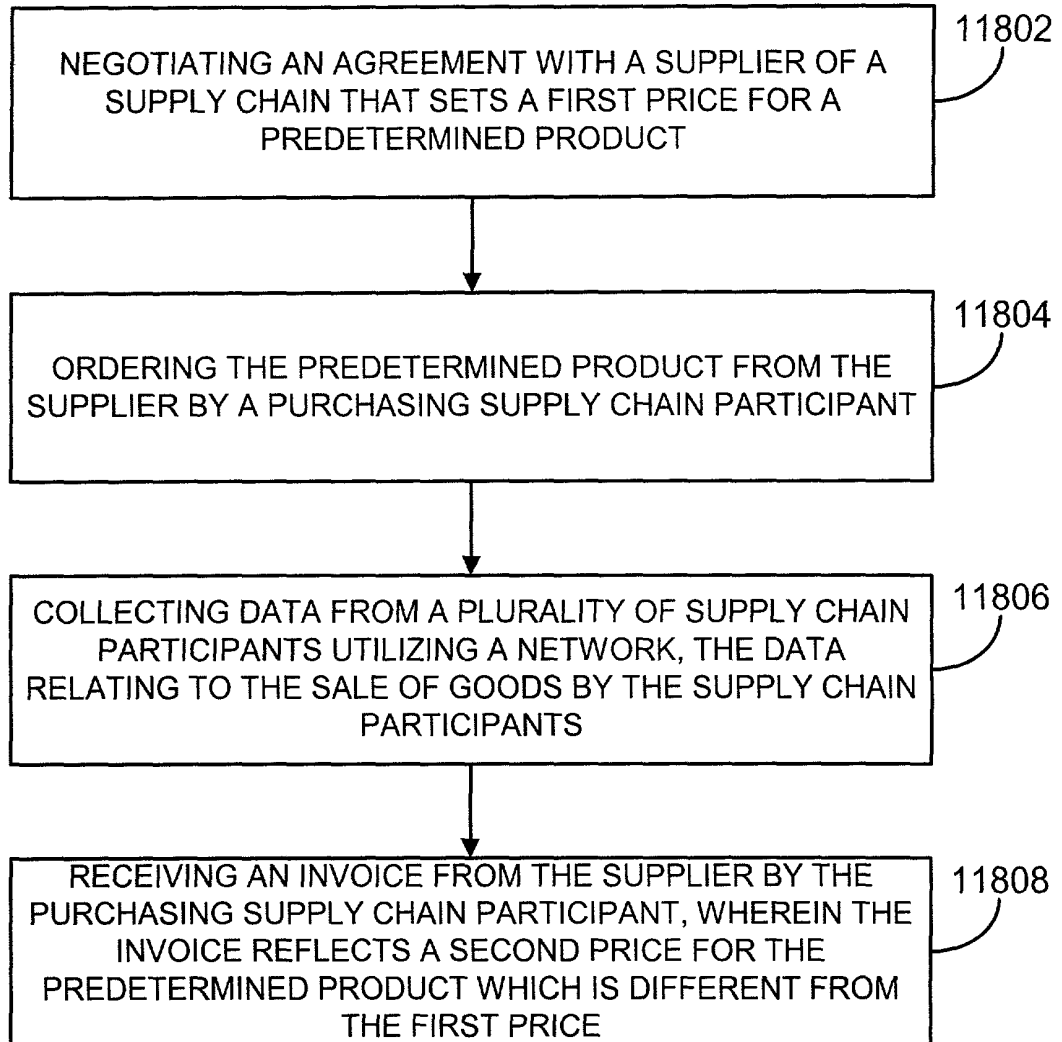 11802
NEGOTIATING AN AGREEMENT WITH A SUPPLIER OF A
SUPPLY CHAIN THAT SETS A FIRST PRICE FOR A
PREDETERMINED PRODUCT
11804
ORDERING THE PREDETERMINED PRODUCT FROM THE
SUPPLIER BY A PURCHASING SUPPLY CHAIN PARTICIPANT
11806
COLLECTING DATA FROM A PLURALITY OF SUPPLY CHAIN
PARTICIPANTS UTILIZING A NETWORK, THE DATA
RELATING TO THE SALE OF GOODS BY THE SUPPLY CHAIN
PARTICIPANTS
11808
RECEIVING AN INVOICE FROM THE SUPPLIER BY THE
PURCHASING SUPPLY CHAIN PARTICIPANT, WHEREIN THE
INVOICE REFLECTS A SECOND PRICE FOR THE
PREDETERMINED PRODUCT WHICH IS DIFFERENT FROM
THE FIRST PRICE